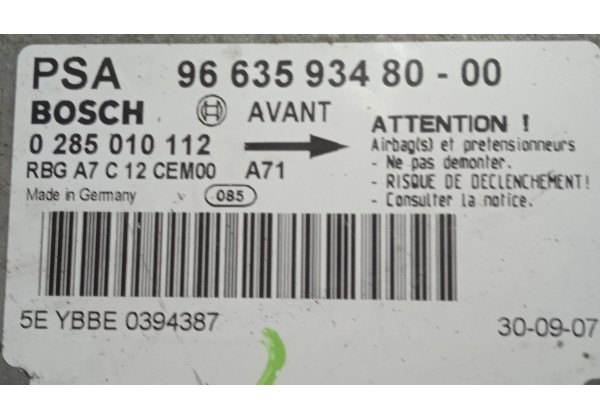 PSA 96 635 934 80 - 00
BOSCH AVANT
0 285 010 112
RBG A7 C 12 CEM00 A71
Made in Germany 085
ATTENTION !
Airbag(s) et pretensionneurs
- Ne pas demonter.
- RISQUE DE DECLENCHEMENT!
- Consulter la notice.
5E YBBE 0394387
30-09-07